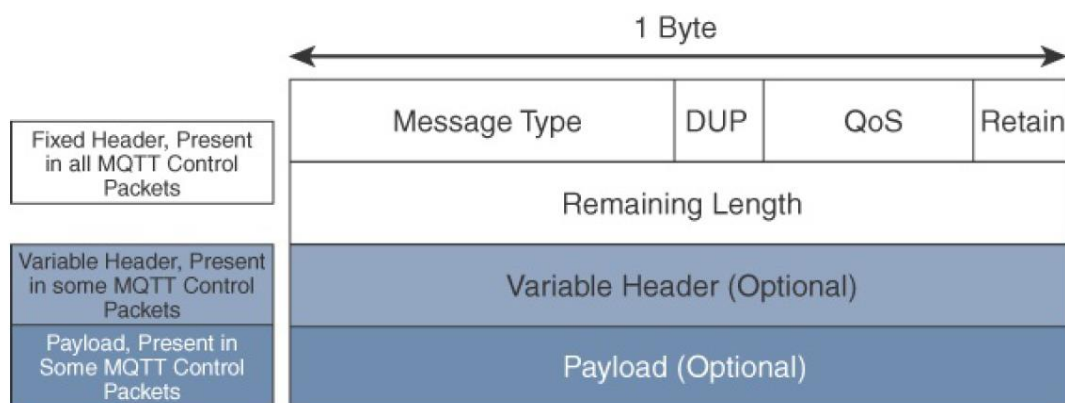 1 Byte
Message Type DUP QoS Retain
Fixed Header, Present
in all MQTT Control
Packets
Remaining Length
Variable Header, Present
in some MQTT Control
Packets
Variable Header (Optional)
Payload, Present in
Some MQTT Control
Packets
Payload (Optional)